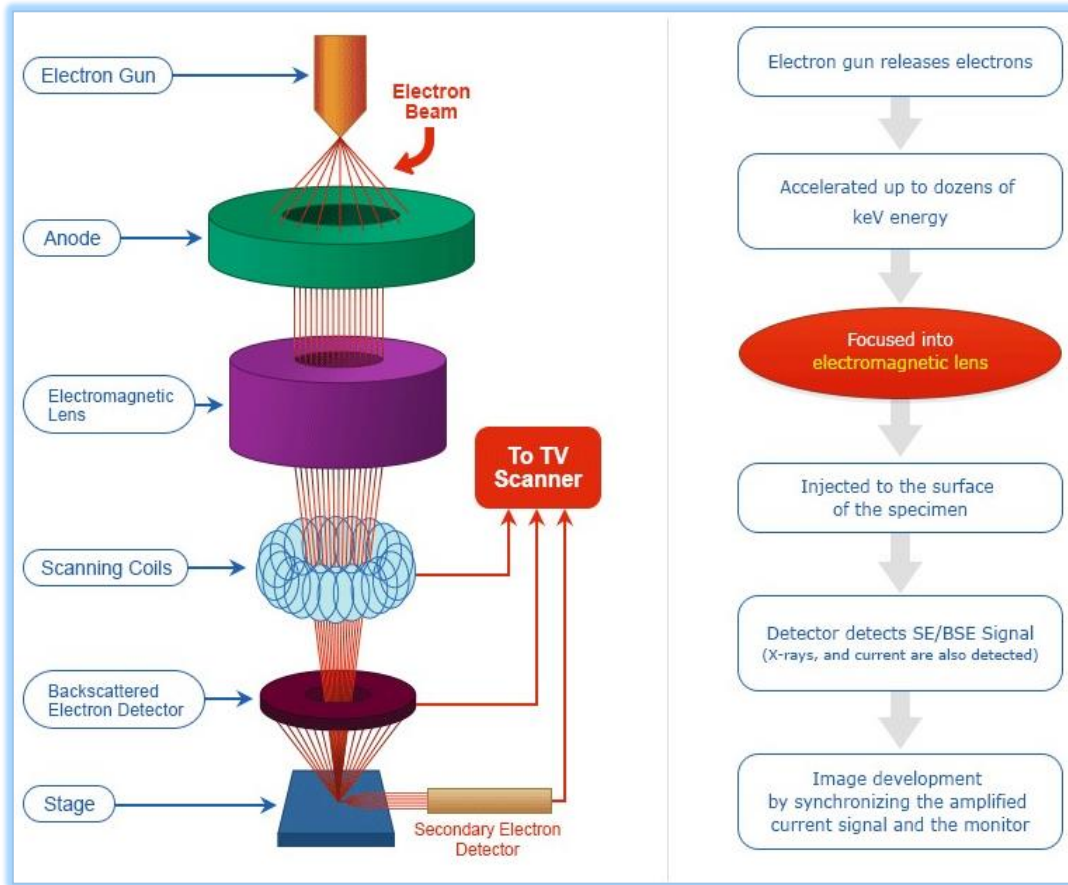 Electron Gun
Electron
Beam
Anode
Electromagnetic
Lens
To TV
Scanner
Scanning Coils
Backscattered
Electron Detector
Stage
Secondary Electron
Detector
Electron gun releases electrons
Accelerated up to dozens of
keV energy
Focused into
electromagnetic lens
Injected to the surface
of the specimen
Detector detects SE/BSE Signal
(X-rays, and current are also detected)
Image development
by synchronizing the amplified
current signal and the monitor